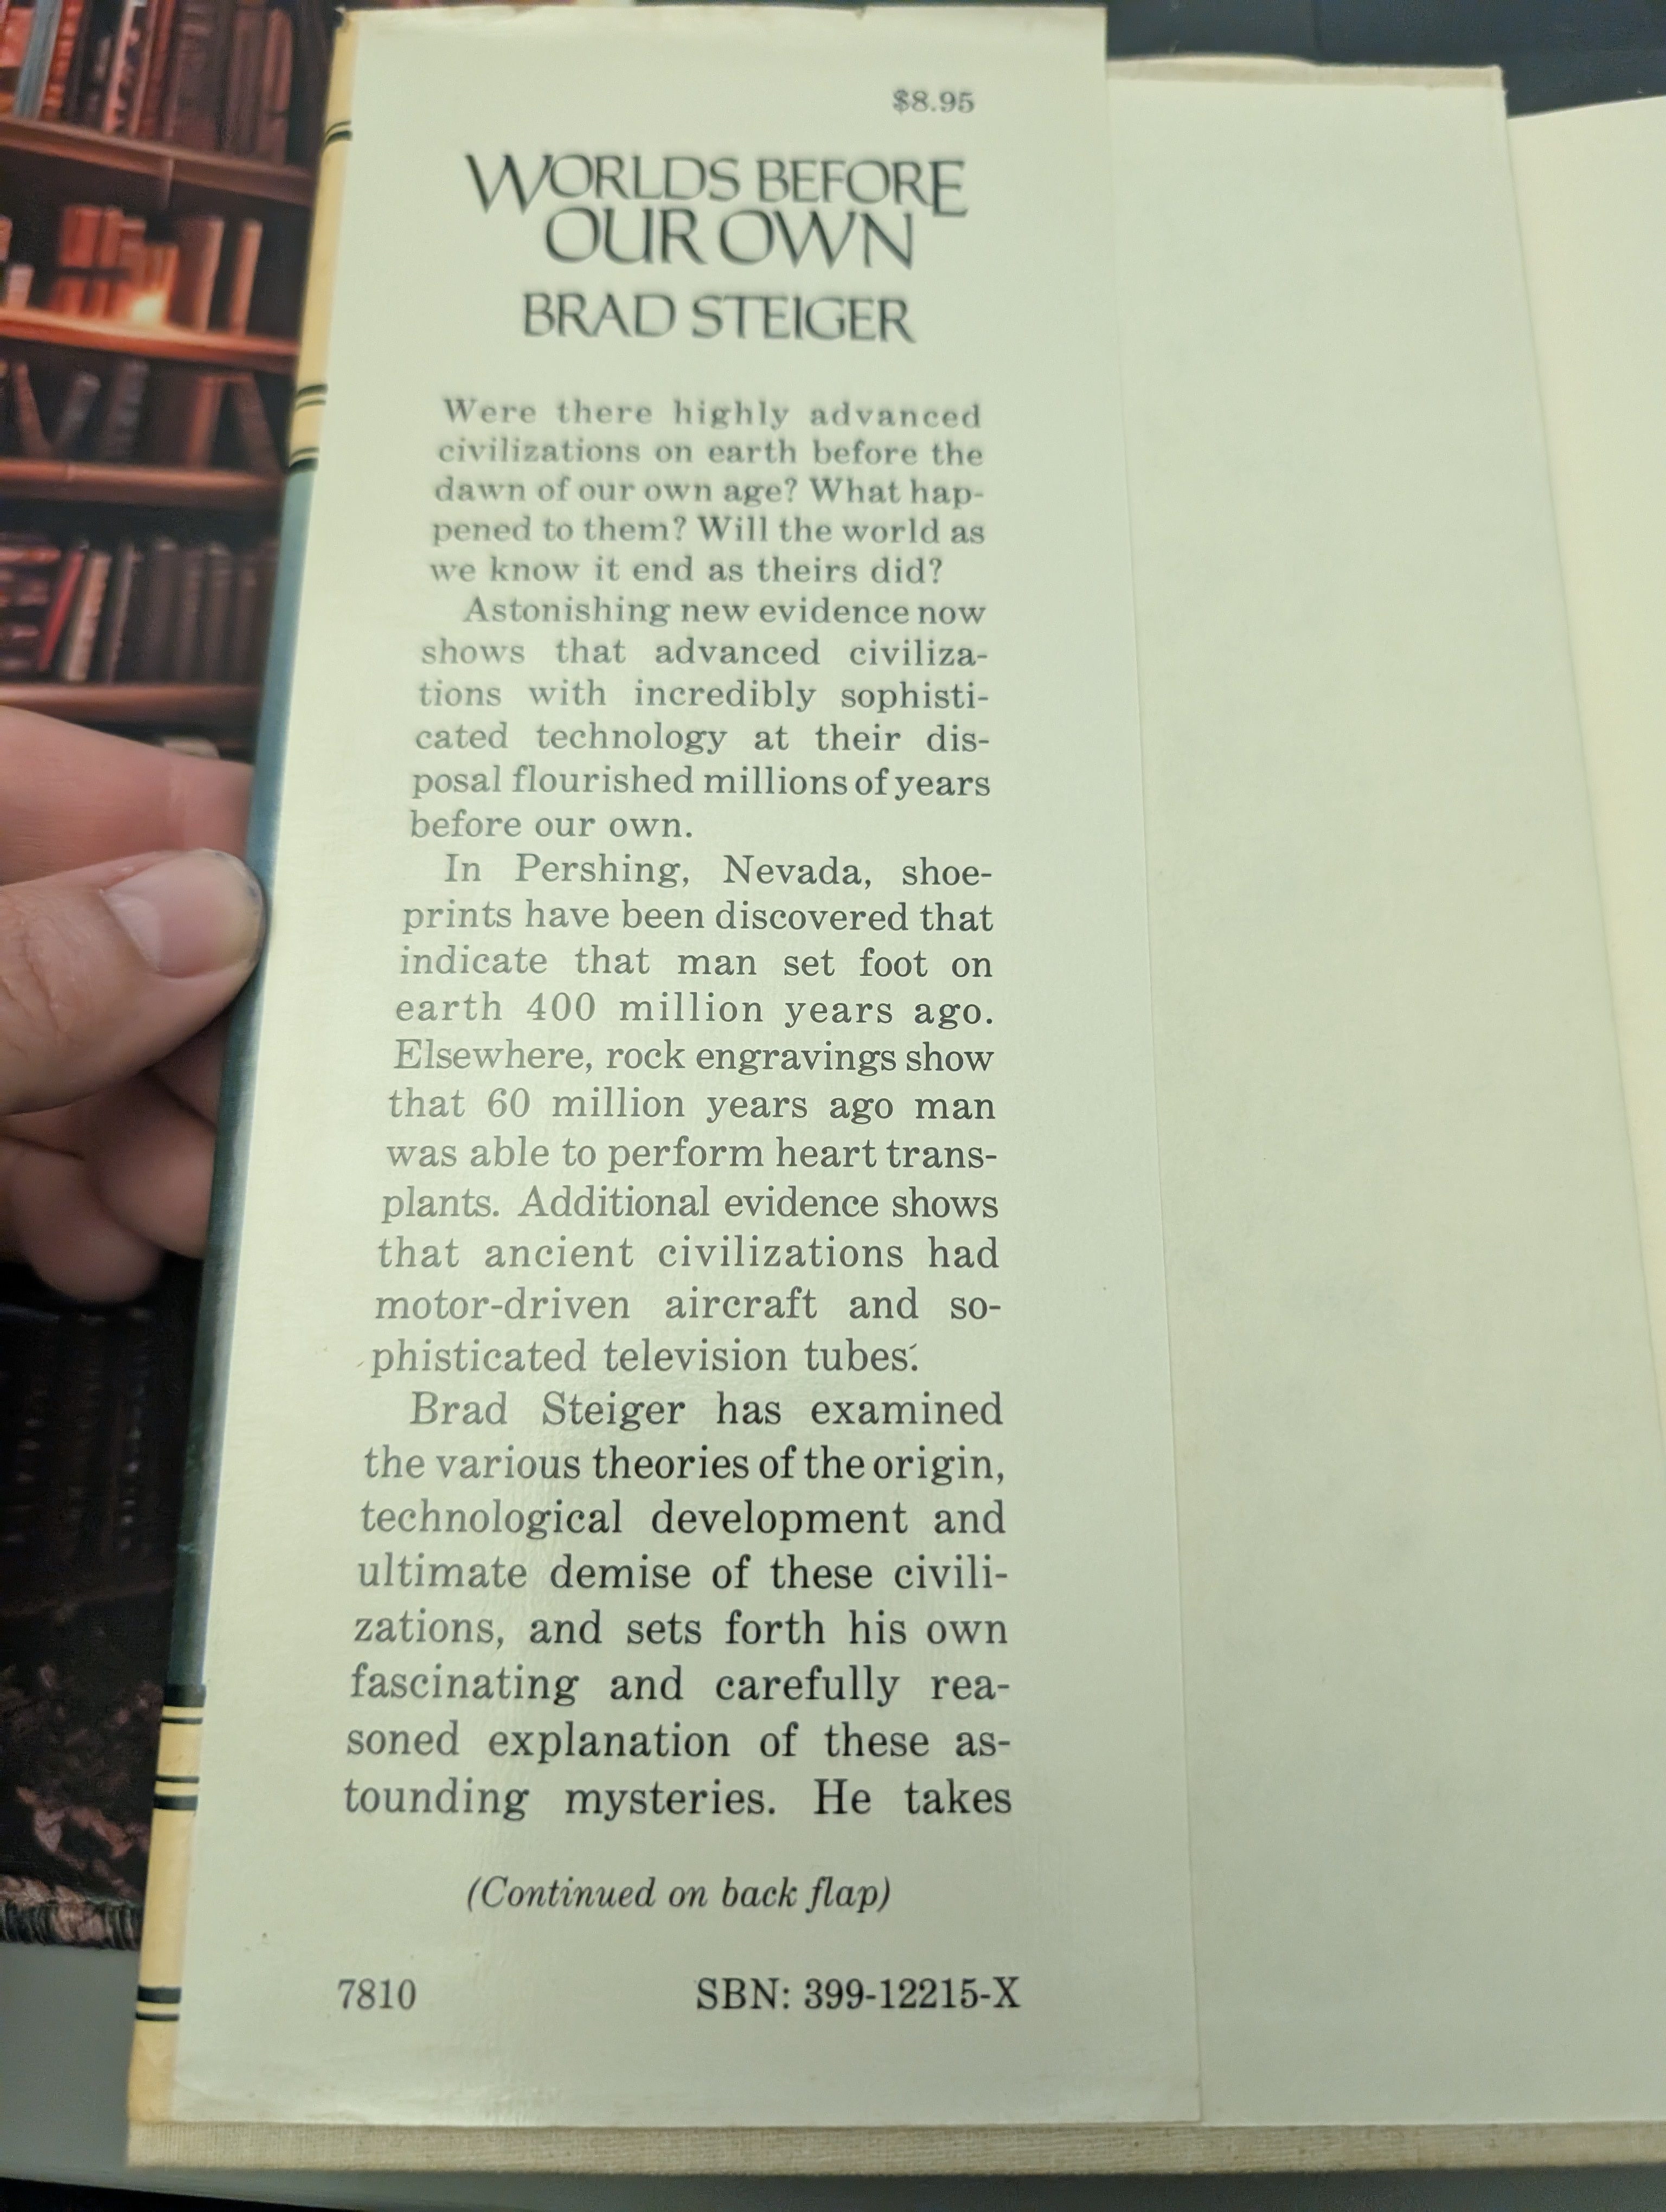 $8.95
WORLDS BEFORE
OUR OWN
BRAD STEIGER
Were there highly advanced
civilizations on earth before the
dawn of our own age? What hap-
pened to them? Will the world as
we know it end as theirs did?
Astonishing new evidence now
shows that advanced civiliza-
tions with incredibly sophisti-
cated technology at their dis-
posal flourished millions of years
before our own.
In Pershing, Nevada, shoe-
prints have been discovered that
indicate that man set foot on
earth 400 million years ago.
Elsewhere, rock engravings show
that 60 million years ago man
was able to perform heart trans-
plants. Additional evidence shows
that ancient civilizations had
motor-driven aircraft and so-
phisticated television tubes.
Brad Steiger has examined
the various theories of the origin,
technological development and
ultimate demise of these civili-
zations, and sets forth his own
fascinating and carefully rea-
soned explanation of these as-
tounding mysteries. He takes
(Continued on back flap)
7810 SBN: 399-12215-X